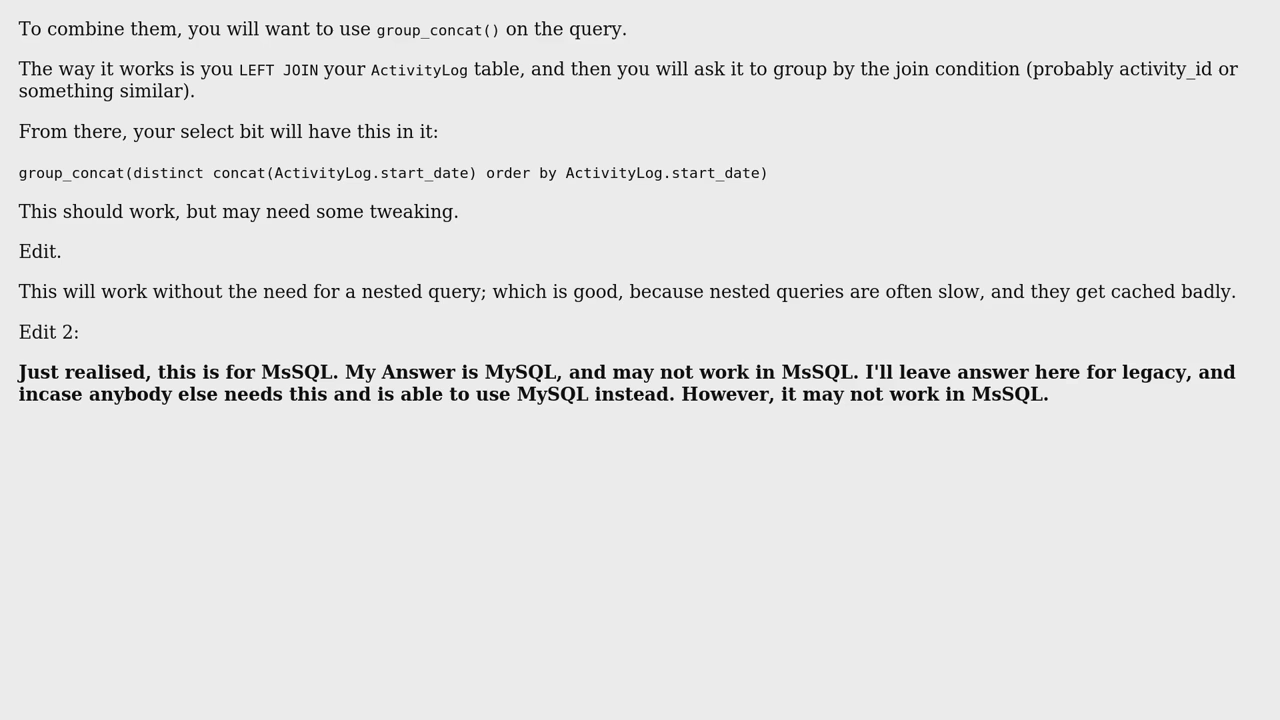 To combine them, you will want to use group_concat() on the query.
The way it works is you LEFT JOIN your ActivityLog table, and then you will ask it to group by the join condition (probably activity_id or
something similar).
From there, your select bit will have this in it:
group_concat(distinct concat(ActivityLog.start_date) order by ActivityLog.start_date)
This should work, but may need some tweaking.
Edit.
This will work without the need for a nested query; which is good, because nested queries are often slow, and they get cached badly.
Edit 2:
Just realised, this is for MsSQL. My Answer is MySQL, and may not work in MsSQL. I'll leave answer here for legacy, and
incase anybody else needs this and is able to use MySQL instead. However, it may not work in MsSQL.